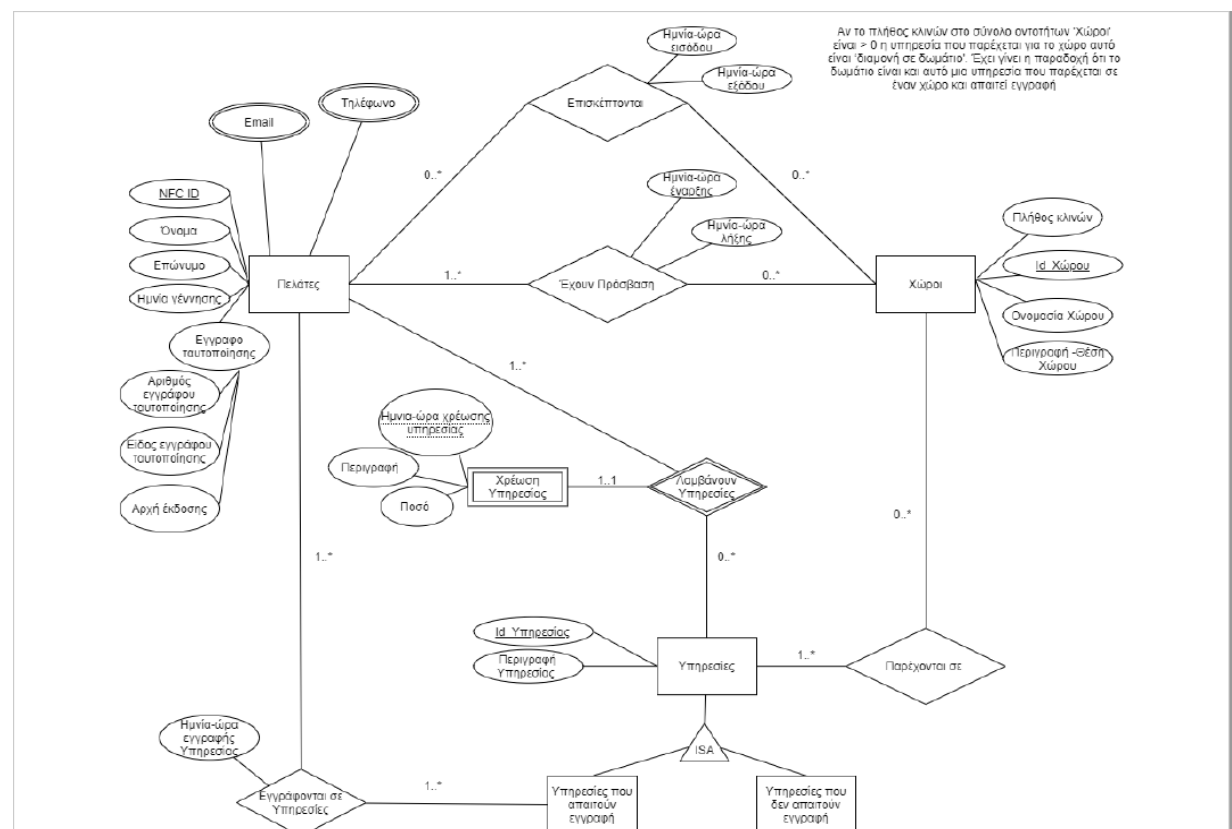 Αν το πλήθος κλινών στο σύνολο οντοτήτων 'Χώροι'
είναι > 0 η υπηρεσία που παρέχεται για το χώρο αυτό
είναι 'διαμονή σε δωμάτιο'. Έχει γίνει η παραδοχή ότι το
δωμάτιο είναι και αυτό μια υπηρεσία που παρέχεται σε
έναν χώρο και απαιτεί εγγραφή
Ημνία-ώρα
εισόδου
Ημνία-ώρα
εξόδου
Επισκέπτονται
Τηλέφωνο
Email
0..*
0..*
NFC ID
Όνομα
Επώνυμο
Ημνία γέννησης
Εγγραφο
ταυτοποίησης
Αριθμός
εγγράφου
ταυτοποίησης
Είδος εγγράφου
ταυτοποίησης
Αρχή έκδοσης
Πελάτες
1..*
Ημνία-ώρα
έναρξης
Ημνία-ώρα
λήξης
Έχουν Πρόσβαση
0..*
Χώροι
Πλήθος κλινών
Id_Χώρου
Ονομασία Χώρου
Περιγραφή -Θέση
Χώρου
1..*
Ημνια-ώρα χρέωσης
υπηρεσίας
Περιγραφή
Ποσό
Χρέωση
Υπηρεσίας
1..1
Λαμβάνουν
Υπηρεσίες
0..*
0..*
1..*
Id_Υπηρεσίας
Περιγραφή
Υπηρεσίας
Υπηρεσίες
1..*
Παρέχονται σε
ISA
Ημνία-ώρα
εγγραφής
Υπηρεσίας
Εγγράφονται σε
Υπηρεσίες
1..*
Υπηρεσίες που
απαιτούν
εγγραφή
Υπηρεσίες που
δεν απαιτούν
εγγραφή